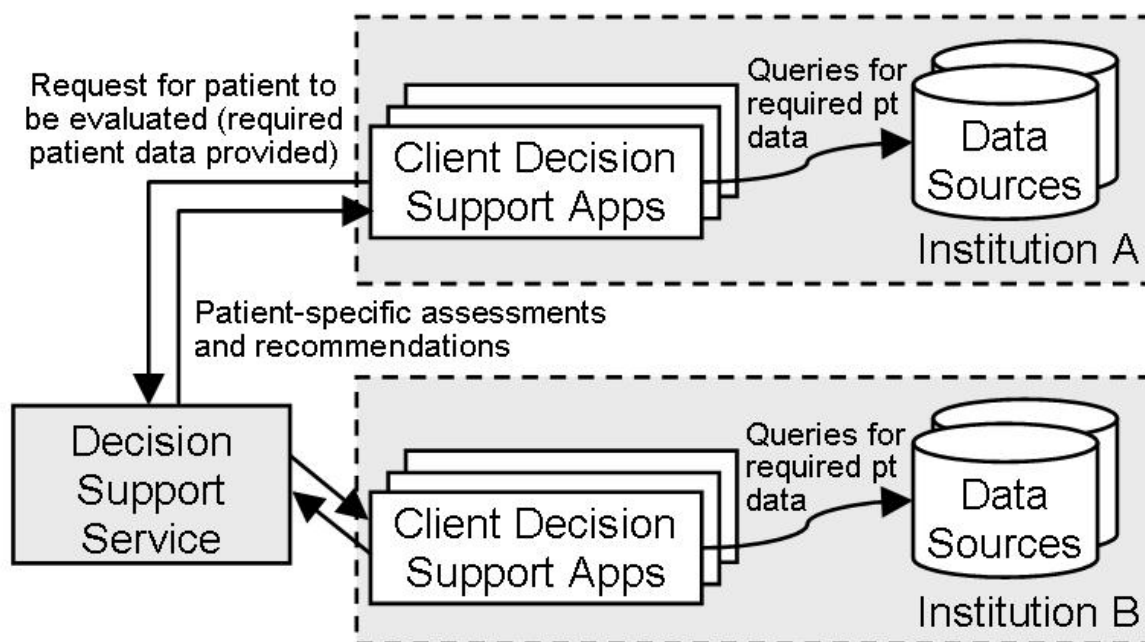 Request for patient to
be evaluated (required
patient data provided)
Client Decision
Support Apps
Queries for
required pt
data
Data
Sources
Institution A
Patient-specific assessments
and recommendations
Decision
Support
Service
Client Decision
Support Apps
Queries for
required pt
data
Data
Sources
Institution B